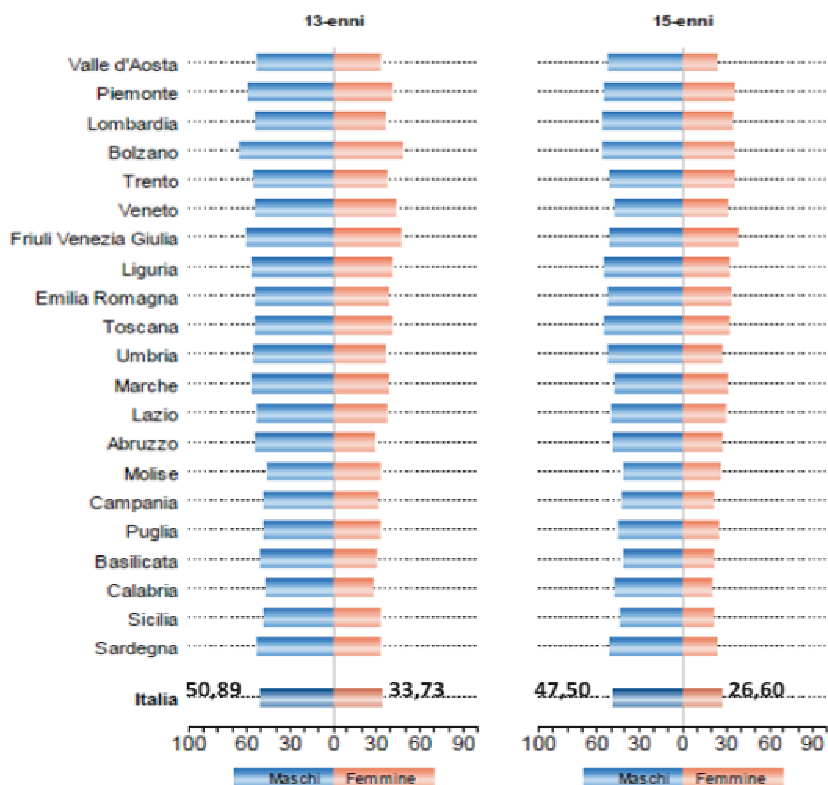 13-enni 15-enni
Valle d'Aosta
Piemonte
Lombardia
Bolzano
Trento
Veneto
Friuli Venezia Giulia
Liguria
Emilia Romagna
Toscana
Umbria
Marche
Lazio
Abruzzo
Molise
Campania
Puglia
Basilicata
Calabria
Sicilia
Sardegna
Italia 50,89 33,73 47,50 26,60
100 60 30 0 30 60 90 100 60 30 0 30 60 90
Maschi Femmine Maschi Femmine